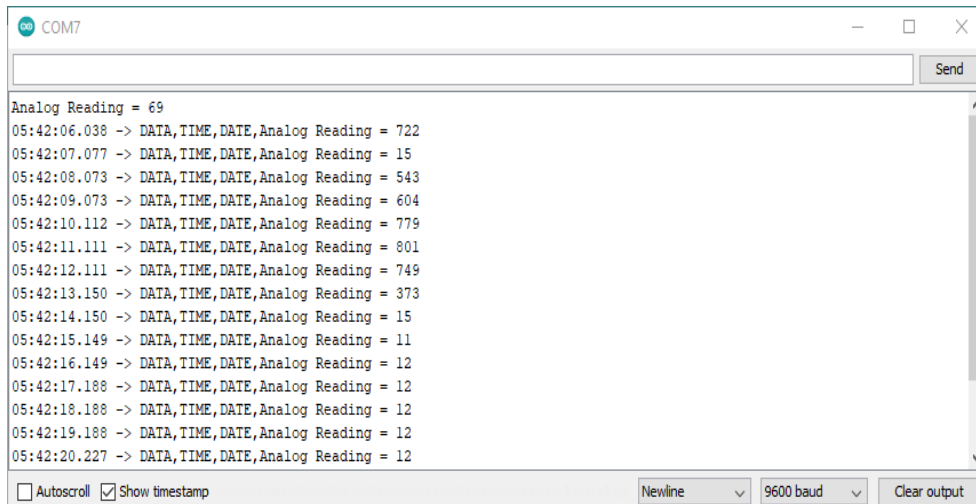 COM7
Send
Analog Reading = 69
05:42:06.038 -> DATA,TIME,DATE,Analog Reading = 722
05:42:07.077 -> DATA,TIME,DATE,Analog Reading = 15
05:42:08.073 -> DATA,TIME,DATE,Analog Reading = 543
05:42:09.073 -> DATA,TIME,DATE,Analog Reading = 604
05:42:10.112 -> DATA,TIME,DATE,Analog Reading = 779
05:42:11.111 -> DATA,TIME,DATE,Analog Reading = 801
05:42:12.111 -> DATA,TIME,DATE,Analog Reading = 749
05:42:13.150 -> DATA,TIME,DATE,Analog Reading = 373
05:42:14.150 -> DATA,TIME,DATE,Analog Reading = 15
05:42:15.149 -> DATA,TIME,DATE,Analog Reading = 11
05:42:16.149 -> DATA,TIME,DATE,Analog Reading = 12
05:42:17.188 -> DATA,TIME,DATE,Analog Reading = 12
05:42:18.188 -> DATA,TIME,DATE,Analog Reading = 12
05:42:19.188 -> DATA,TIME,DATE,Analog Reading = 12
05:42:20.227 -> DATA,TIME,DATE,Analog Reading = 12
Autoscroll Show timestamp Newline 9600 baud Clear output